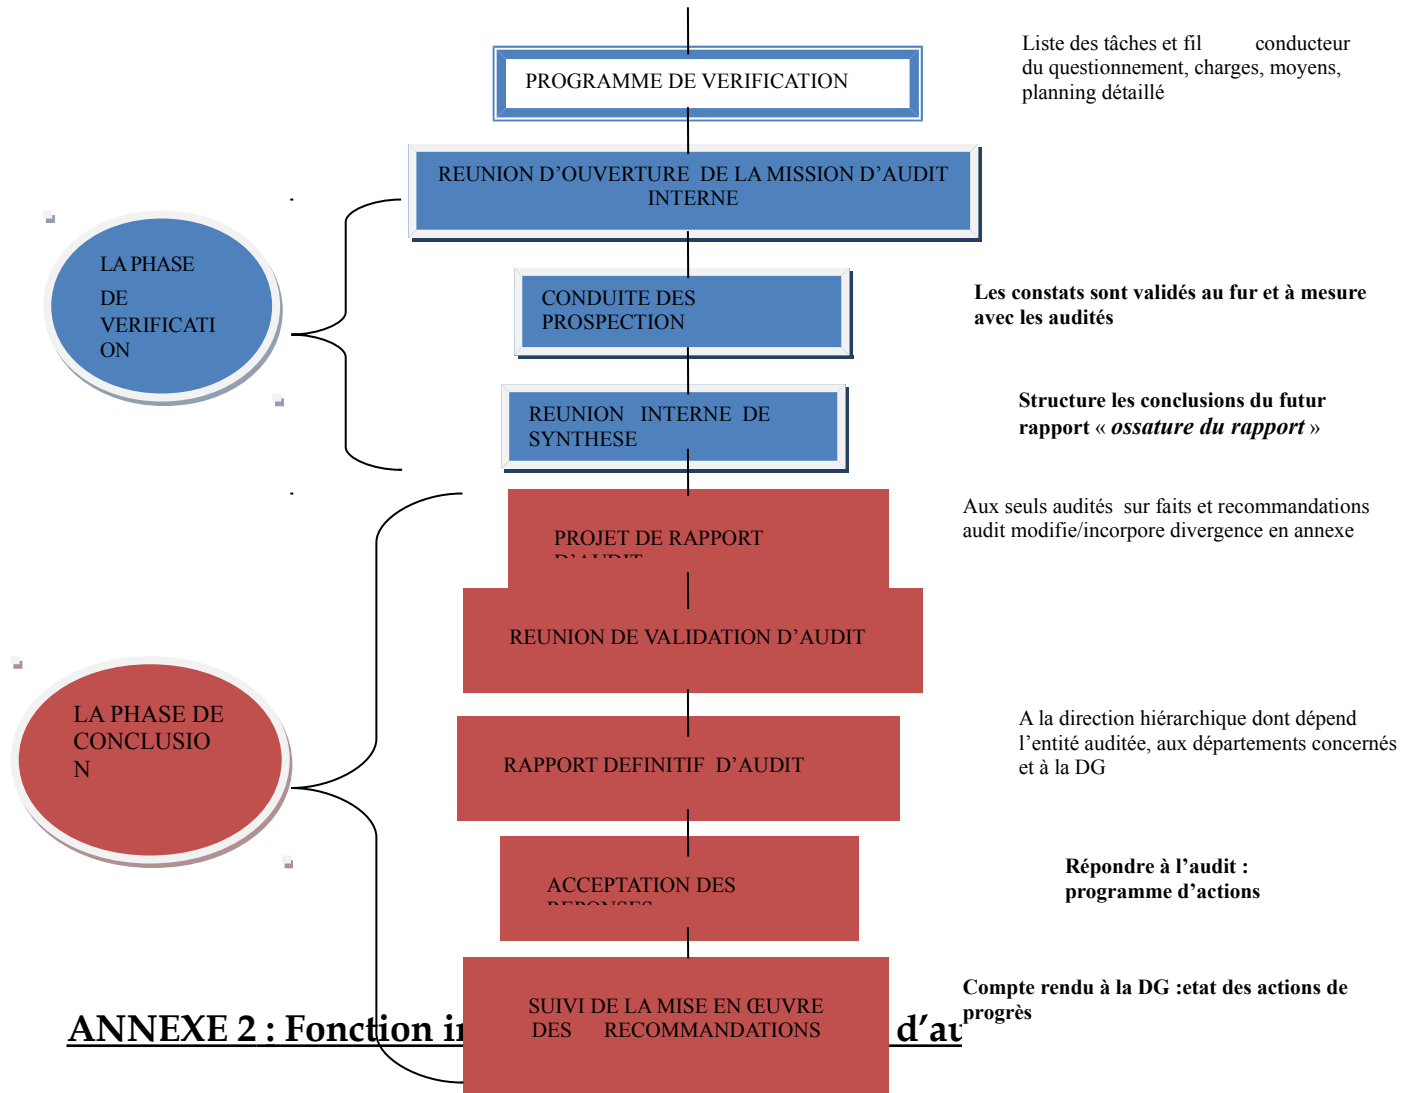 PROGRAMME DE VERIFICATION
Liste des tâches et fil conducteur
du questionnement, charges, moyens,
planning détaillé
REUNION D’OUVERTURE DE LA MISSION D’AUDIT
INTERNE
LA PHASE
DE
VERIFICATI
ON
CONDUITE DES
PROSPECTION
Les constats sont validés au fur et à mesure
avec les audités
REUNION INTERNE DE
SYNTHESE
Structure les conclusions du futur
rapport « ossature du rapport »
PROJET DE RAPPORT
D’AUDIT
Aux seuls audités sur faits et recommandations
audit modifie/incorpore divergence en annexe
REUNION DE VALIDATION D’AUDIT
LA PHASE DE
CONCLUSIO
N
RAPPORT DEFINITIF D’AUDIT
A la direction hiérarchique dont dépend
l’entité auditée, aux départements concernés
et à la DG
ACCEPTATION DES
REPONSES
Répondre à l’audit :
programme d’actions
SUIVI DE LA MISE EN ŒUVRE
DES RECOMMANDATIONS
Compte rendu à la DG :etat des actions de
progrès
ANNEXE 2 : Fonction d’au